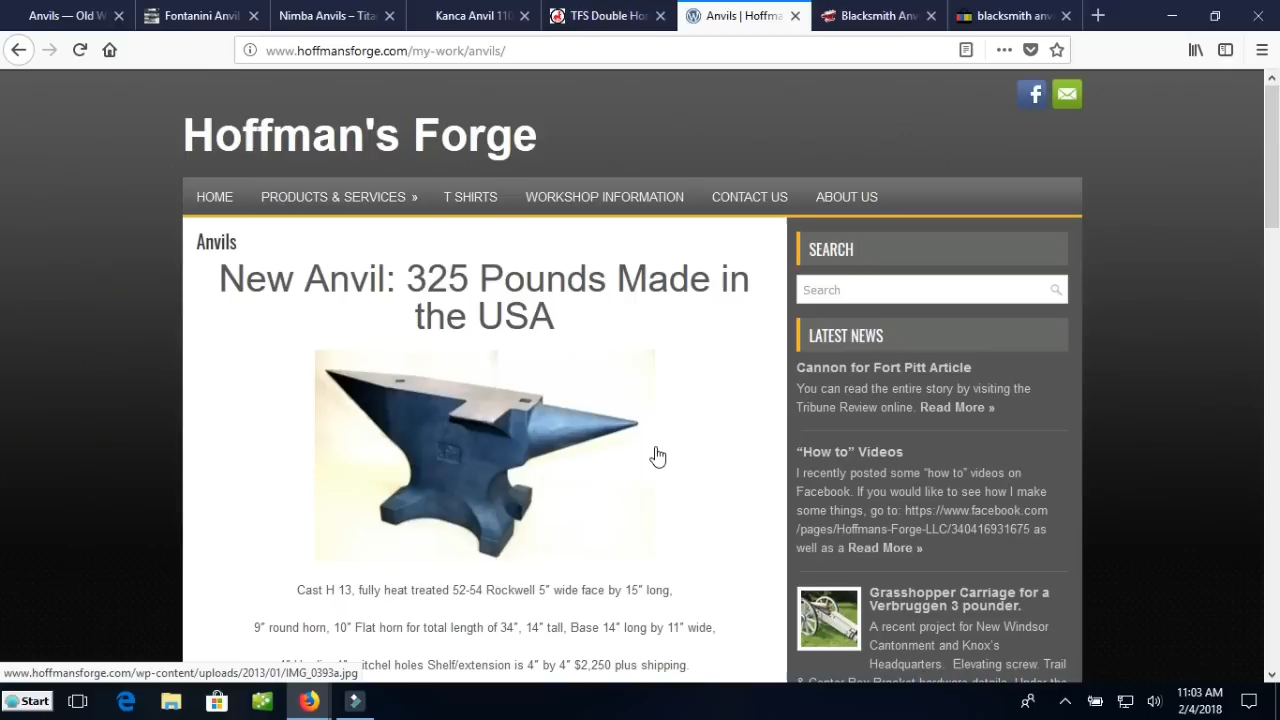 Anvils – Old W
Fontanini Anvil
Nimba Anvils – Tita
Kanca Anvil 110
TFS Double Hor
Anvils | Hoffma
Blacksmith Anv
blacksmith anv
www.hoffmansforge.com/my-work/anvils/
Hoffman's Forge
HOME PRODUCTS & SERVICES » T SHIRTS WORKSHOP INFORMATION CONTACT US ABOUT US
Anvils
New Anvil: 325 Pounds Made in
the USA
Cast H 13, fully heat treated 52-54 Rockwell 5″ wide face by 15″ long,
9″ round horn, 10″ Flat horn for total length of 34″, 14″ tall, Base 14″ long by 11″ wide,
holes Shelf/extension is 4″ by 4″ $2,250 plus shipping.
SEARCH
Search
LATEST NEWS
Cannon for Fort Pitt Article
You can read the entire story by visiting the
Tribune Review online. Read More »
“How to” Videos
I recently posted some “how to” videos on
Facebook. If you would like to see how I make
some things, go to: https://www.facebook.com
/pages/Hoffmans-Forge-LLC/340416931675 as
well as a Read More »
Grasshopper Carriage for a
Verbruggen 3 pounder.
A recent project for New Windsor
Cantonment and Knox’s
Headquarters. Elevating screw. Trail
www.hoffmansforge.com/wp-content/uploads/2013/01/IMG_0393a.jpg
Start
11:03 AM
2/4/2018